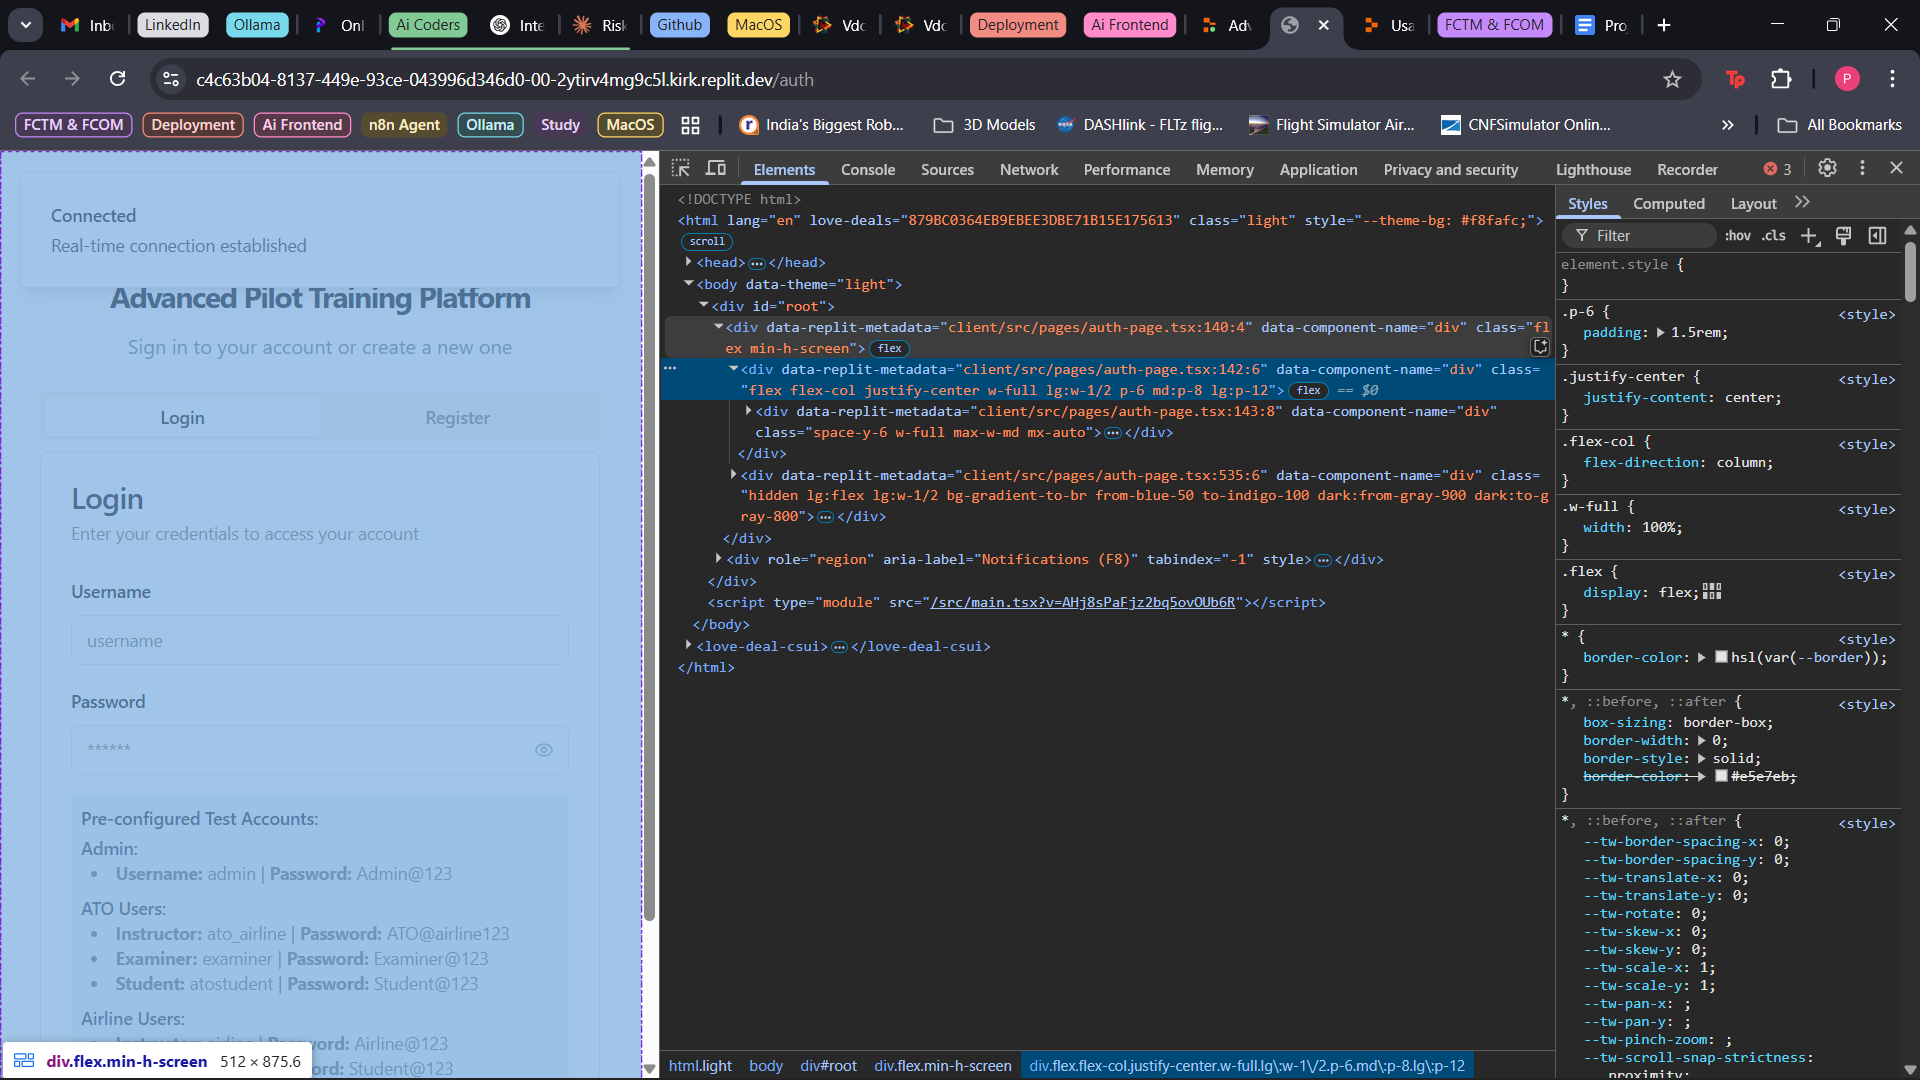 Inb
LinkedIn
Ollama
Onl
Ai Coders
Inte
Risk
Github
MacOS
Vdc
Vdc
Deployment
Ai Frontend
Adv
Usa
FCTM & FCOM
Pro
c4c63b04-8137-449e-93ce-043996d346d0-00-2ytirv4mg9c5l.kirk.replit.dev/auth
P
FCTM & FCOM
Deployment
Ai Frontend
n8n Agent
Ollama
Study
MacOS
India's Biggest Rob...
3D Models
DASHlink - FLTz flig...
Flight Simulator Air...
CNFSimulator Onlin...
All Bookmarks
Connected
Real-time connection established
Advanced Pilot Training Platform
Sign in to your account or create a new one
Login
Register
Login
Enter your credentials to access your account
Username
username
Password
******
Pre-configured Test Accounts:
Admin:
• Username: admin | Password: Admin@123
ATO Users:
• Instructor: ato_airline | Password: ATO@airline123
• Examiner: examiner | Password: Examiner@123
• Student: atostudent | Password: Student@123
Airline Users:
Airline@123
Student@123
div.flex.min-h-screen 512 × 875.6
Elements
Console
Sources
Network
Performance
Memory
Application
Privacy and security
Lighthouse
Recorder
3
<!DOCTYPE html>
<html lang="en" love-deals="879BC0364EB9EBEE3DBE71B15E175613" class="light" style="--theme-bg: #f8fafc;">
scroll
<head>…</head>
<body data-theme="light">
<div id="root">
<div data-replit-metadata="client/src/pages/auth-page.tsx:140:4" data-component-name="div" class="fl
ex min-h-screen"> flex
<div data-replit-metadata="client/src/pages/auth-page.tsx:142:6" data-component-name="div" class=
"flex flex-col justify-center w-full lg:w-1/2 p-6 md:p-8 lg:p-12"> flex == $0
<div data-replit-metadata="client/src/pages/auth-page.tsx:143:8" data-component-name="div"
class="space-y-6 w-full max-w-md mx-auto">…</div>
</div>
<div data-replit-metadata="client/src/pages/auth-page.tsx:535:6" data-component-name="div" class=
"hidden lg:flex lg:w-1/2 bg-gradient-to-br from-blue-50 to-indigo-100 dark:from-gray-900 dark:to-g
ray-800">…</div>
</div>
<div role="region" aria-label="Notifications (F8)" tabindex="-1" style>…</div>
</div>
<script type="module" src="/src/main.tsx?v=AHj8sPaFjz2bq5ovOUb6R"></script>
</body>
<love-deal-csui>…</love-deal-csui>
</html>
html.light
body
div#root
div.flex.min-h-screen
div.flex.flex-col.justify-center.w-full.lg\:w-1\/2.p-6.md\:p-8.lg\:p-12
Styles
Computed
Layout
Filter
:hov
.cls
element.style {
}
.p-6 { <style>
padding: 1.5rem;
}
.justify-center { <style>
justify-content: center;
}
.flex-col { <style>
flex-direction: column;
}
.w-full { <style>
width: 100%;
}
.flex { <style>
display: flex;
}
* { <style>
border-color: hsl(var(--border));
}
*, ::before, ::after { <style>
box-sizing: border-box;
border-width: 0;
border-style: solid;
border-color: #e5e7eb;
}
*, ::before, ::after { <style>
--tw-border-spacing-x: 0;
--tw-border-spacing-y: 0;
--tw-translate-x: 0;
--tw-translate-y: 0;
--tw-rotate: 0;
--tw-skew-x: 0;
--tw-skew-y: 0;
--tw-scale-x: 1;
--tw-scale-y: 1;
--tw-pan-x: ;
--tw-pan-y: ;
--tw-pinch-zoom: ;
--tw-scroll-snap-strictness:
proximity;